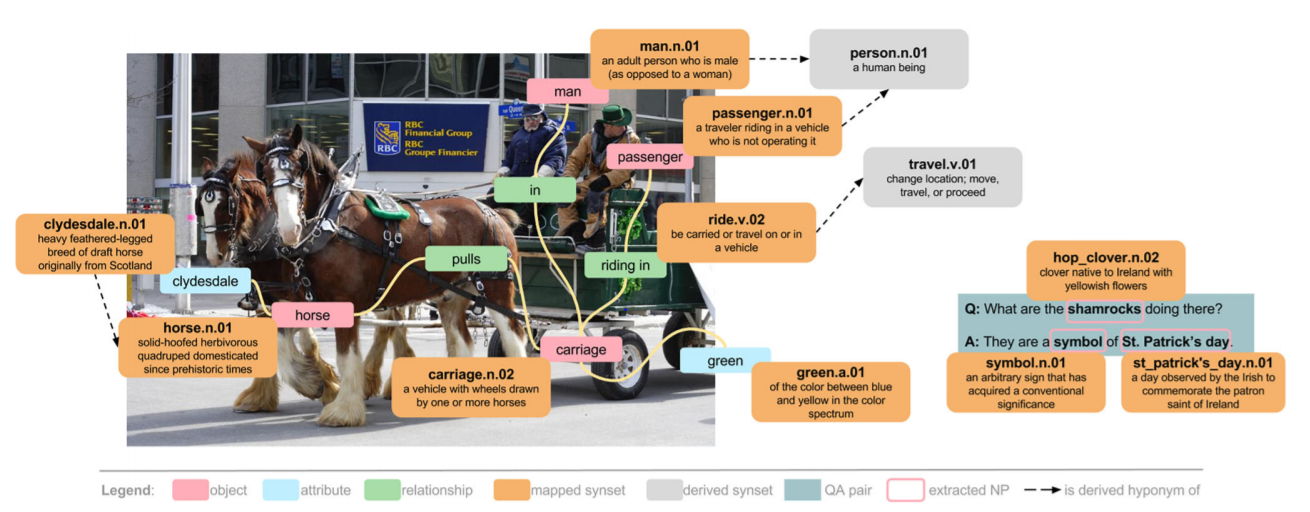 man.n.01
an adult person who is male
(as opposed to a woman)
person.n.01
a human being
man
passenger.n.01
a traveler riding in a vehicle
who is not operating it
RBC
Financial Group
RBC
Groupe Financier
RBC
Queen
passenger
travel.v.01
change location; move,
travel, or proceed
in
ride.v.02
be carried or travel on or in
a vehicle
clydesdale.n.01
heavy feathered-legged
breed of draft horse
originally from Scotland
pulls
riding in
clydesdale
hop_clover.n.02
clover native to Ireland with
yellowish flowers
Q: What are the shamrocks doing there?
A: They are a symbol of St. Patrick's day.
horse
horse.n.01
solid-hoofed herbivorous
quadruped domesticated
since prehistoric times
carriage
green
carriage.n.02
a vehicle with wheels drawn
by one or more horses
green.a.01
of the color between blue
and yellow in the color
spectrum
symbol.n.01
an arbitrary sign that has
acquired a conventional
significance
st_patrick's_day.n.01
a day observed by the Irish to
commemorate the patron
saint of Ireland
Legend: object attribute relationship mapped synset derived synset QA pair extracted NP is derived hyponym of